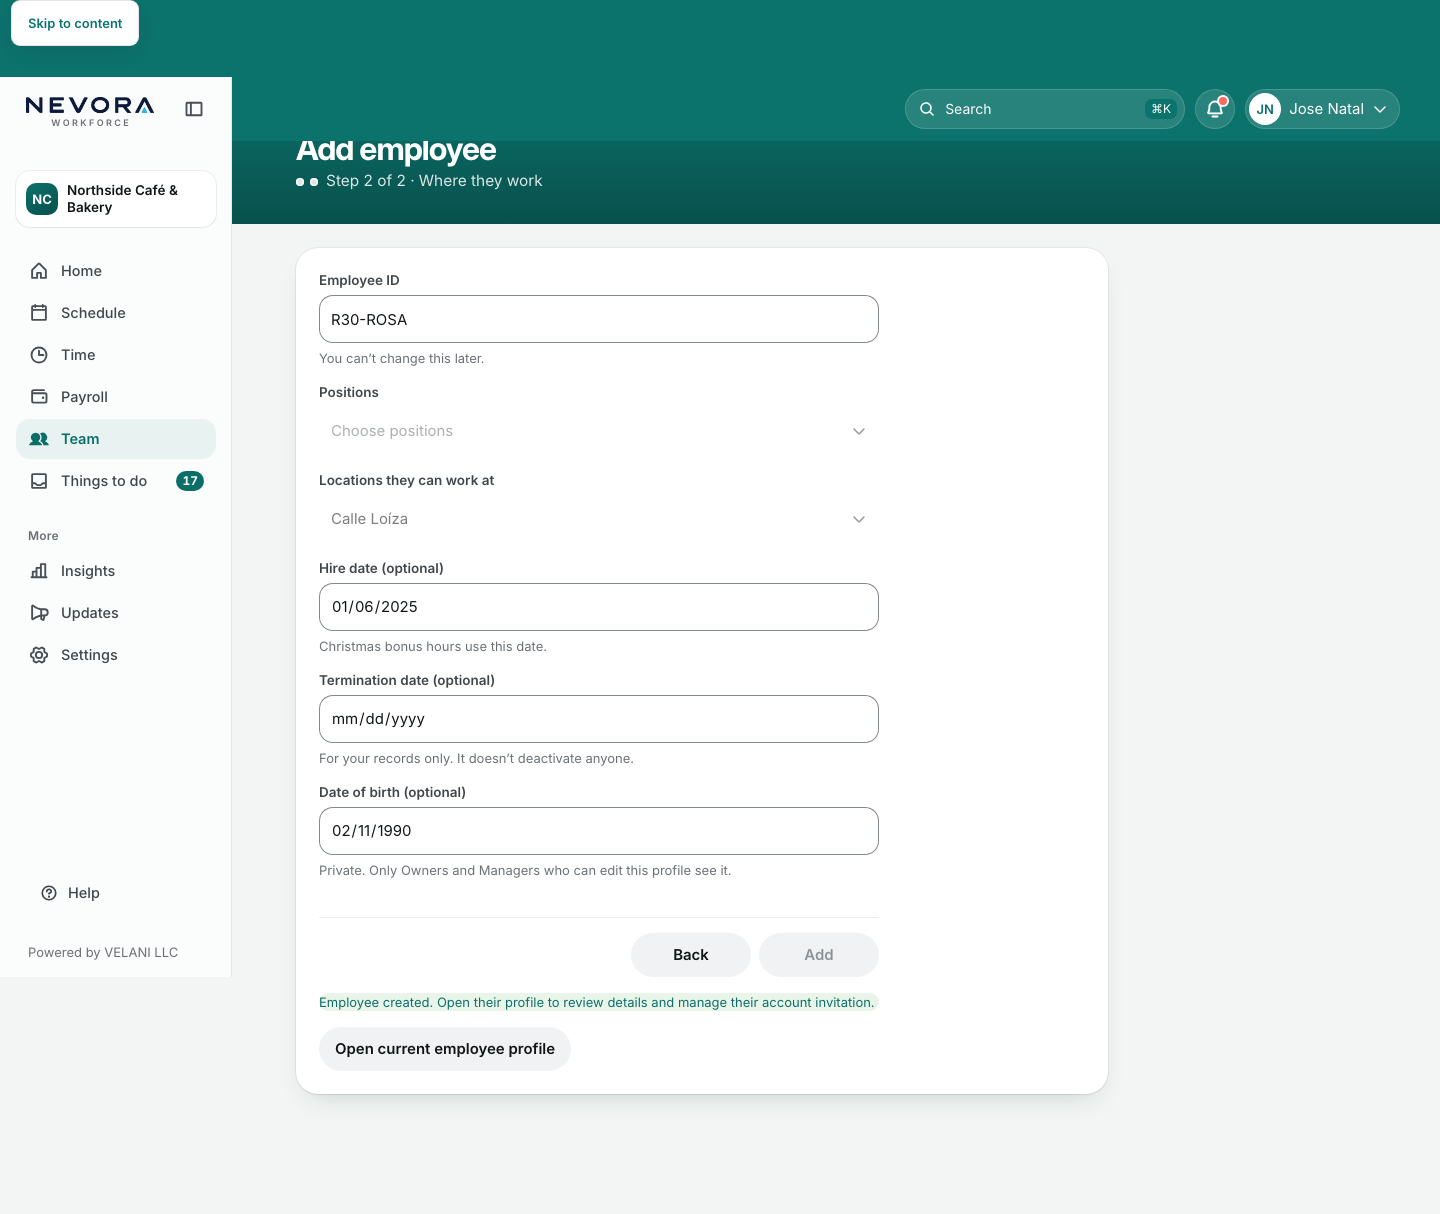 Skip to content
NEVORA
WORKFORCE
Search
⌘K
JN
Jose Natal
NC
Northside Café &
Bakery
Home
Schedule
Time
Payroll
Team
Things to do
17
More
Insights
Updates
Settings
Help
Powered by VELANI LLC
Add employee
Step 2 of 2 · Where they work
Employee ID
R30-ROSA
You can’t change this later.
Positions
Choose positions
Locations they can work at
Calle Loíza
Hire date (optional)
01/06/2025
Christmas bonus hours use this date.
Termination date (optional)
mm/dd/yyyy
For your records only. It doesn’t deactivate anyone.
Date of birth (optional)
02/11/1990
Private. Only Owners and Managers who can edit this profile see it.
Back
Add
Employee created. Open their profile to review details and manage their account invitation.
Open current employee profile